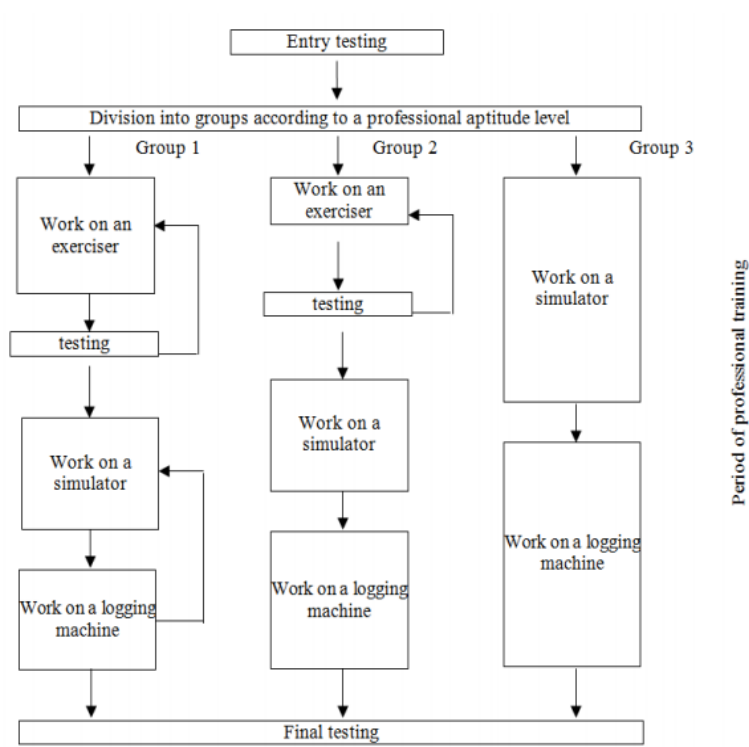 Entry testing
Division into groups according to a professional aptitude level
Group 1
Group 2
Group 3
Work on an
exerciser
testing
Work on a
simulator
Work on a logging
machine
Work on an
exerciser
testing
Work on a
simulator
Work on a logging
machine
Work on a
simulator
Work on a logging
machine
Period of professional training
Final testing